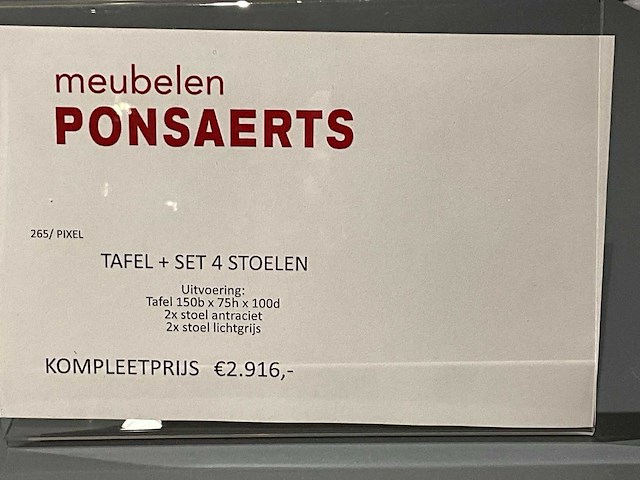 meubelen
PONSAERTS
265/ PIXEL
TAFEL + SET 4 STOELEN
Uitvoering:
Tafel 150b x 75h x 100d
2x stoel antraciet
2x stoel lichtgrijs
KOMPLEETPRIJS €2.916,-